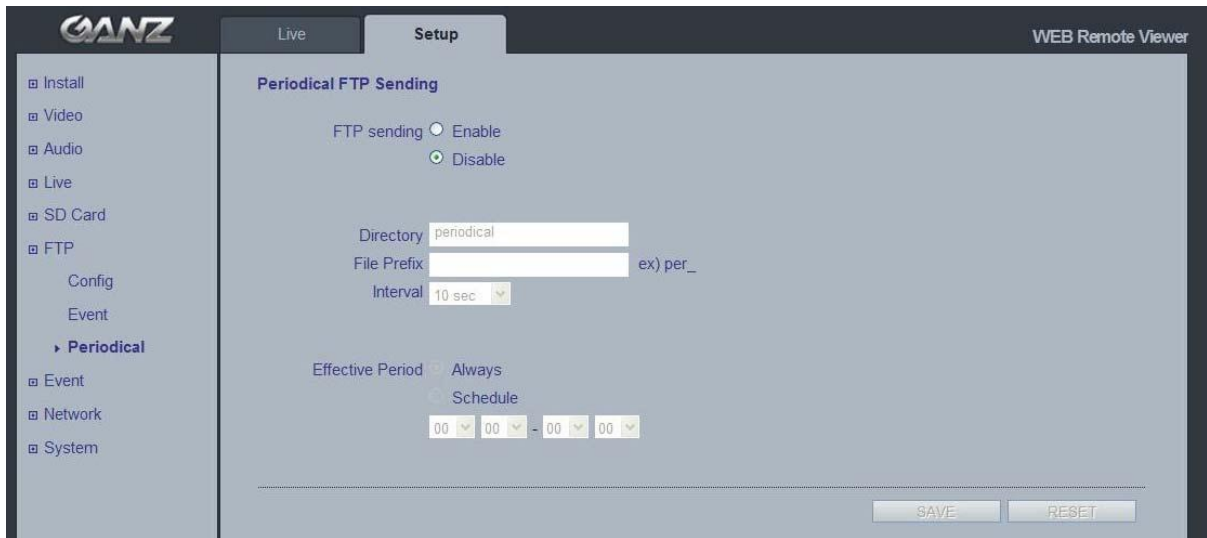 GANZ
Live
Setup
WEB Remote Viewer
Install
Video
Audio
Live
SD Card
FTP
Config
Event
Periodical
Event
Network
System
Periodical FTP Sending
FTP sending Enable
Disable
Directory periodical
File Prefix ex) per_
Interval 10 sec
Effective Period Always
Schedule
00 00 - 00 00
SAVE RESET